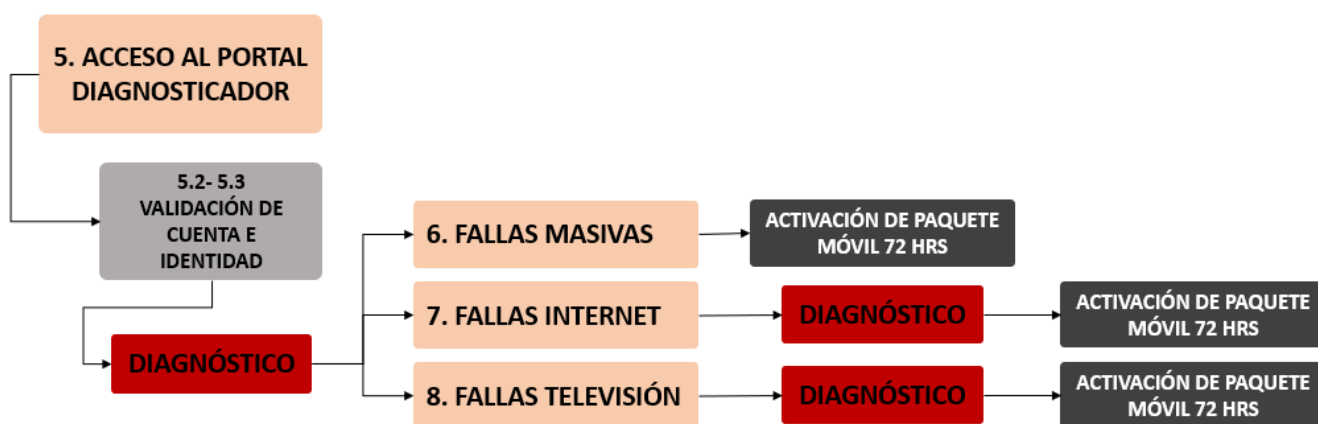 5. ACCESO AL PORTAL
DIAGNOSTICADOR
5.2- 5.3
VALIDACIÓN DE
CUENTA E
IDENTIDAD
DIAGNÓSTICO
6. FALLAS MASIVAS
ACTIVACIÓN DE PAQUETE
MÓVIL 72 HRS
7. FALLAS INTERNET
DIAGNÓSTICO
ACTIVACIÓN DE PAQUETE
MÓVIL 72 HRS
8. FALLAS TELEVISIÓN
DIAGNÓSTICO
ACTIVACIÓN DE PAQUETE
MÓVIL 72 HRS